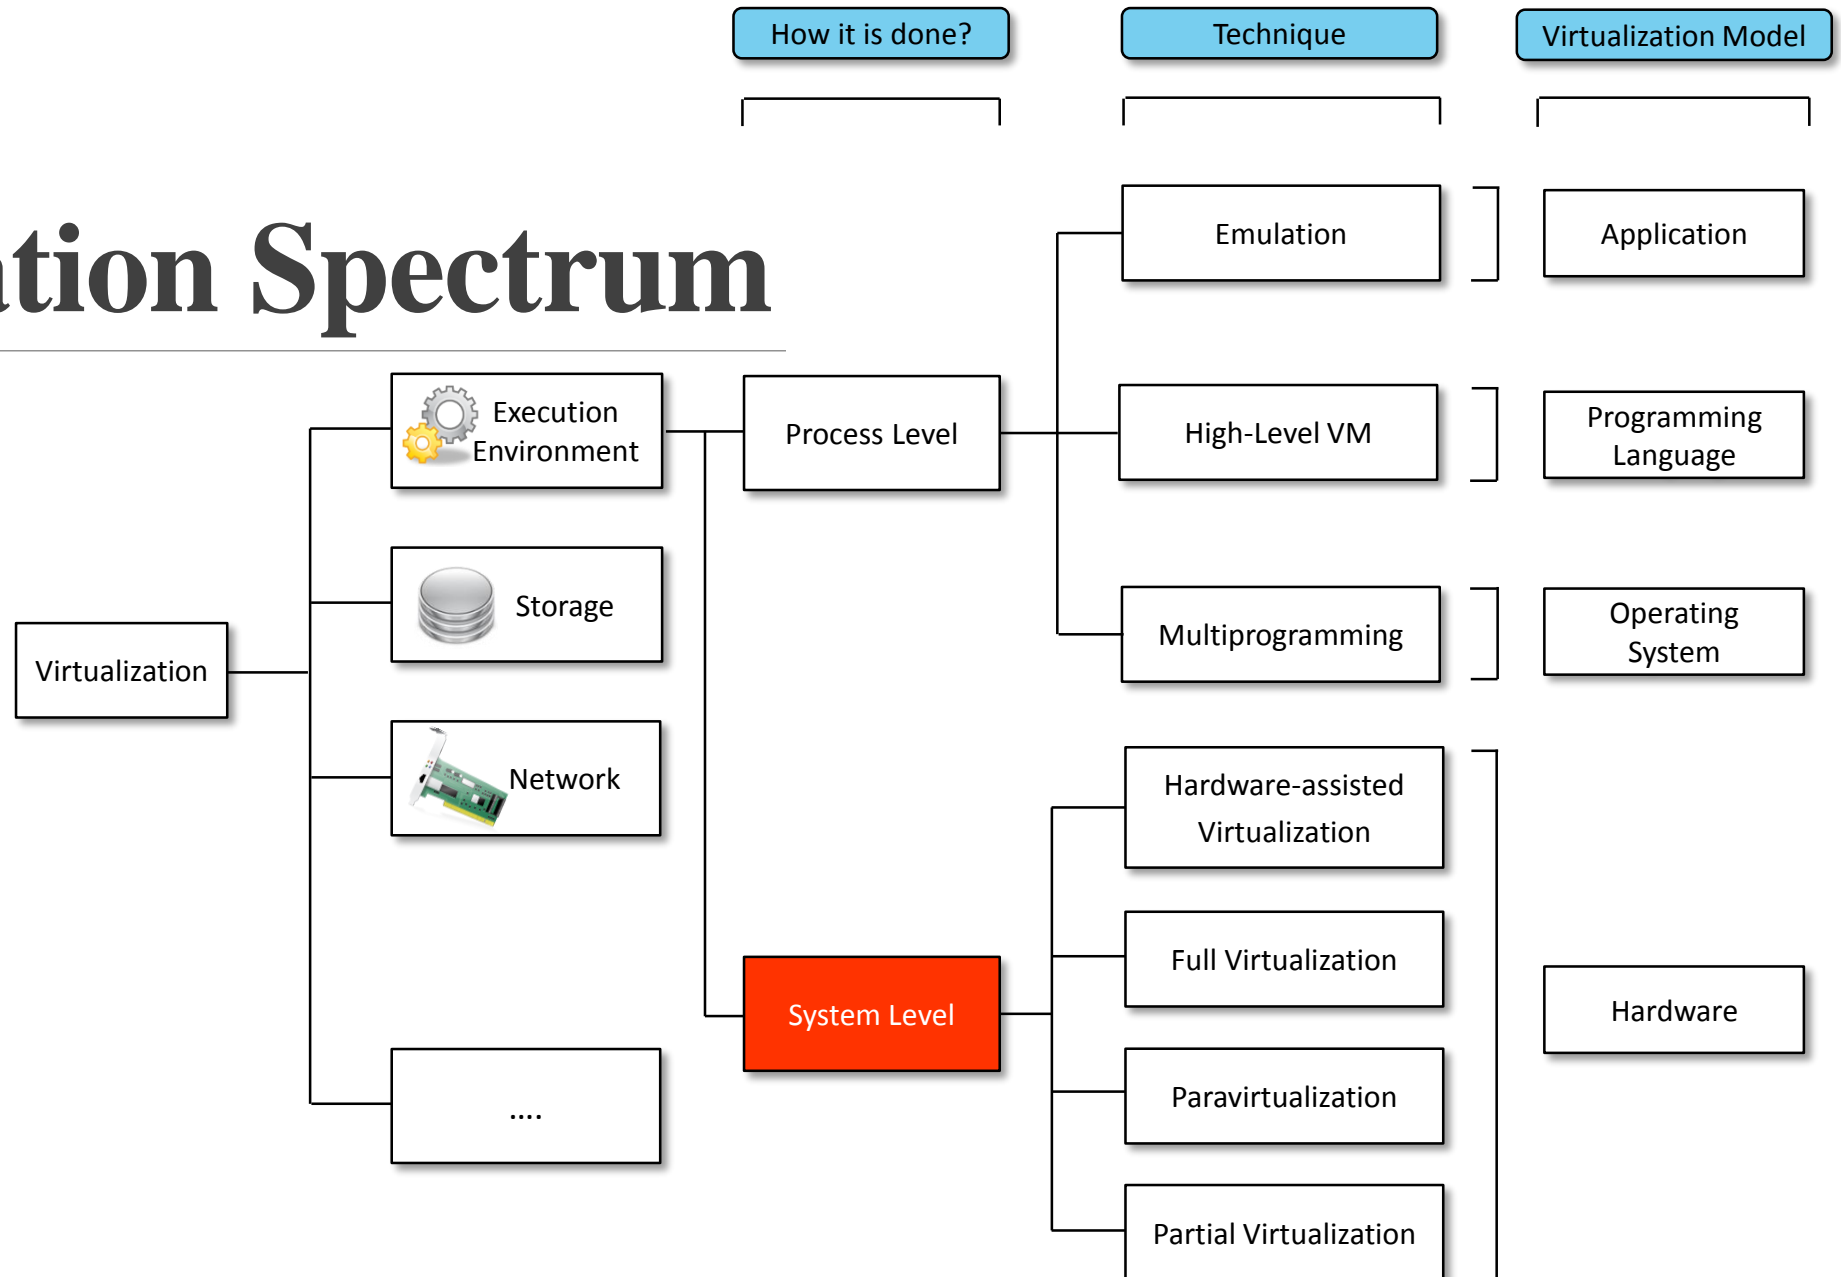 How it is done?
Technique
Virtualization Model
ation Spectrum
Emulation
Application
Execution
Environment
Process Level
High-Level VM
Programming
Language
Storage
Multiprogramming
Operating
System
Virtualization
Network
Hardware-assisted
Virtualization
Full Virtualization
System Level
Hardware
Paravirtualization
....
Partial Virtualization